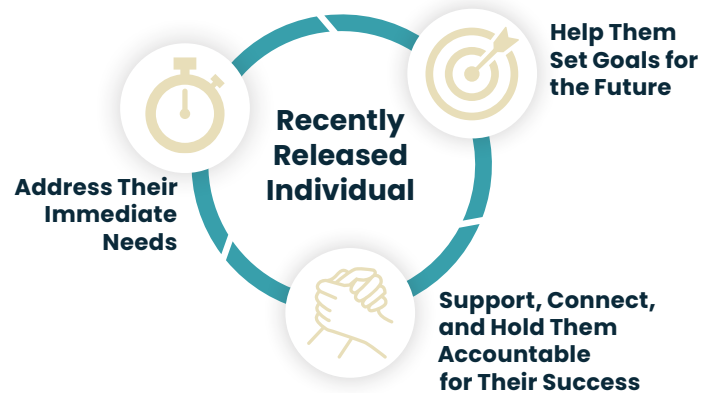 Help Them
Set Goals for
the Future
Recently
Released
Individual
Address Their
Immediate
Needs
Support, Connect,
and Hold Them
Accountable
for Their Success